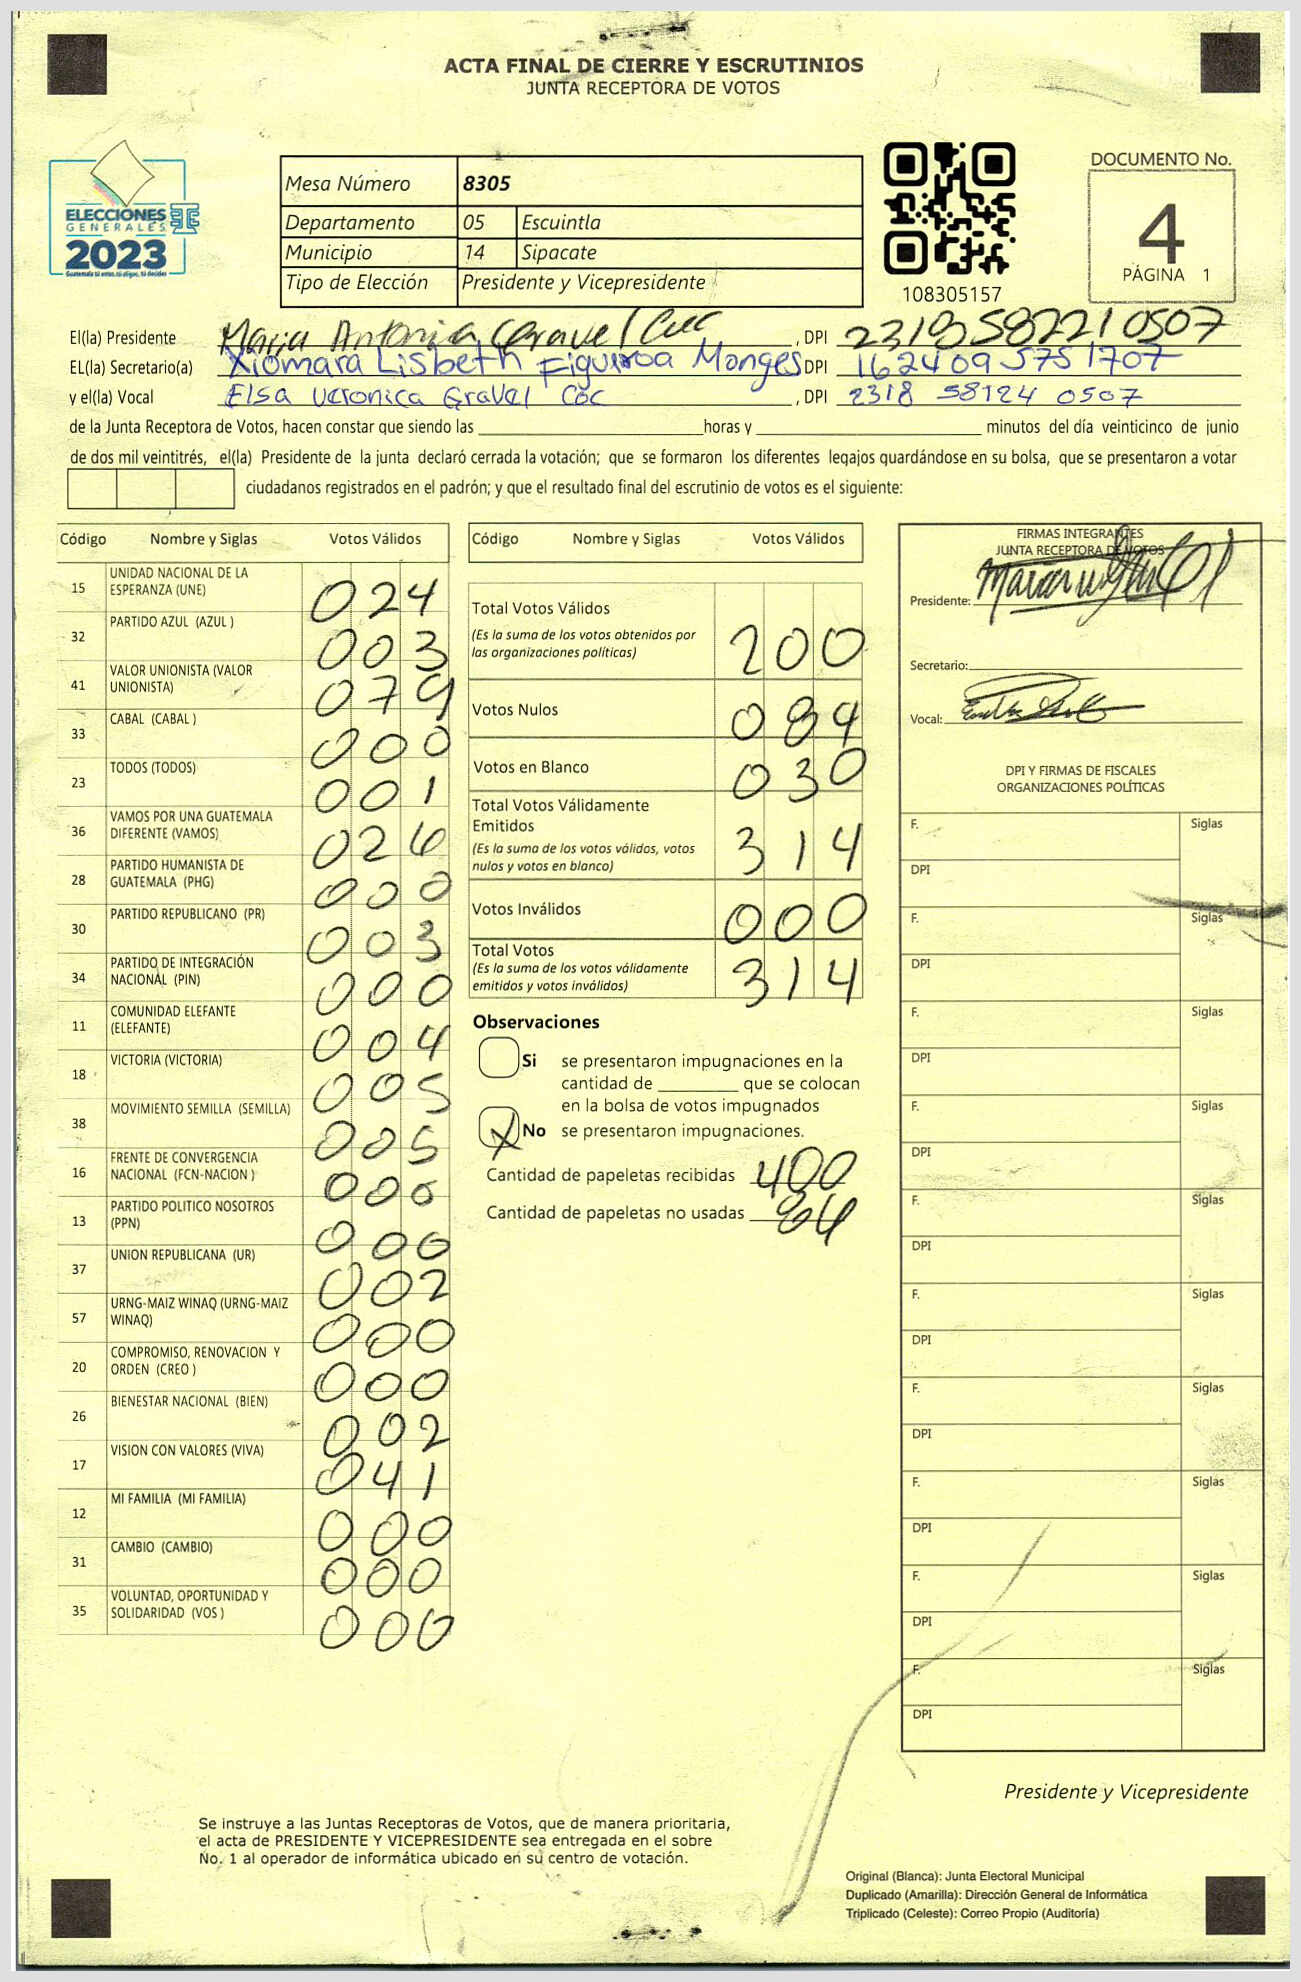 ACTA FINAL DE CIERRE Y ESCRUTINIOS
JUNTA RECEPTORA DE VOTOS
ELECCIONES
GENERALES
2023
Guatemala tú eres, tú eliges, tú decides
Mesa Número 8305
Departamento 05 Escuintla
Municipio 14 Sipacate
Tipo de Elección Presidente y Vicepresidente
108305157
DOCUMENTO No.
4
PÁGINA 1
El(la) Presidente Maria Antonia Gravel Coc , DPI 2319582210507
EL(la) Secretario(a) Xiomara Lisbeth Figueroa Monges DPI 1624095751707
y el(la) Vocal Elsa Veronica Gravel Coc , DPI 2318 58124 0507
de la Junta Receptora de Votos, hacen constar que siendo las horas y minutos del día veinticinco de junio
de dos mil veintitrés, el(la) Presidente de la junta declaró cerrada la votación; que se formaron los diferentes legajos guardándose en su bolsa, que se presentaron a votar
ciudadanos registrados en el padrón; y que el resultado final del escrutinio de votos es el siguiente:
Código Nombre y Siglas Votos Válidos
15 UNIDAD NACIONAL DE LA ESPERANZA (UNE) 024
32 PARTIDO AZUL (AZUL ) 003
41 VALOR UNIONISTA (VALOR UNIONISTA) 079
33 CABAL (CABAL ) 000
23 TODOS (TODOS) 001
36 VAMOS POR UNA GUATEMALA DIFERENTE (VAMOS) 026
28 PARTIDO HUMANISTA DE GUATEMALA (PHG) 000
30 PARTIDO REPUBLICANO (PR) 003
34 PARTIDO DE INTEGRACIÓN NACIONAL (PIN) 000
11 COMUNIDAD ELEFANTE (ELEFANTE) 004
18 VICTORIA (VICTORIA) 005
38 MOVIMIENTO SEMILLA (SEMILLA) 005
16 FRENTE DE CONVERGENCIA NACIONAL (FCN-NACION )
13 PARTIDO POLITICO NOSOTROS (PPN) 000
37 UNION REPUBLICANA (UR) 002
57 URNG-MAIZ WINAQ (URNG-MAIZ WINAQ) 000
20 COMPROMISO, RENOVACION Y ORDEN (CREO ) 000
26 BIENESTAR NACIONAL (BIEN) 002
17 VISION CON VALORES (VIVA) 041
12 MI FAMILIA (MI FAMILIA) 000
31 CAMBIO (CAMBIO) 000
35 VOLUNTAD, OPORTUNIDAD Y SOLIDARIDAD (VOS ) 000
Código Nombre y Siglas Votos Válidos
Total Votos Válidos
(Es la suma de los votos obtenidos por
las organizaciones políticas) 200
Votos Nulos 084
Votos en Blanco 030
Total Votos Válidamente
Emitidos
(Es la suma de los votos válidos, votos
nulos y votos en blanco) 314
Votos Inválidos 000
Total Votos
(Es la suma de los votos válidamente
emitidos y votos inválidos) 314
Observaciones
Si se presentaron impugnaciones en la
cantidad de que se colocan
en la bolsa de votos impugnados
X No se presentaron impugnaciones.
Cantidad de papeletas recibidas 400
Cantidad de papeletas no usadas
FIRMAS INTEGRANTES
JUNTA RECEPTORA DE VOTOS
Presidente:
Secretario:
Vocal:
DPI Y FIRMAS DE FISCALES
ORGANIZACIONES POLÍTICAS
F. Siglas
DPI
F. Siglas
DPI
F. Siglas
DPI
F. Siglas
DPI
F. Siglas
DPI
F. Siglas
DPI
F. Siglas
DPI
F. Siglas
DPI
F. Siglas
DPI
F. Siglas
DPI
Presidente y Vicepresidente
Se instruye a las Juntas Receptoras de Votos, que de manera prioritaria,
el acta de PRESIDENTE Y VICEPRESIDENTE sea entregada en el sobre
No. 1 al operador de informática ubicado en su centro de votación.
Original (Blanca): Junta Electoral Municipal
Duplicado (Amarilla): Dirección General de Informática
Triplicado (Celeste): Correo Propio (Auditoría)